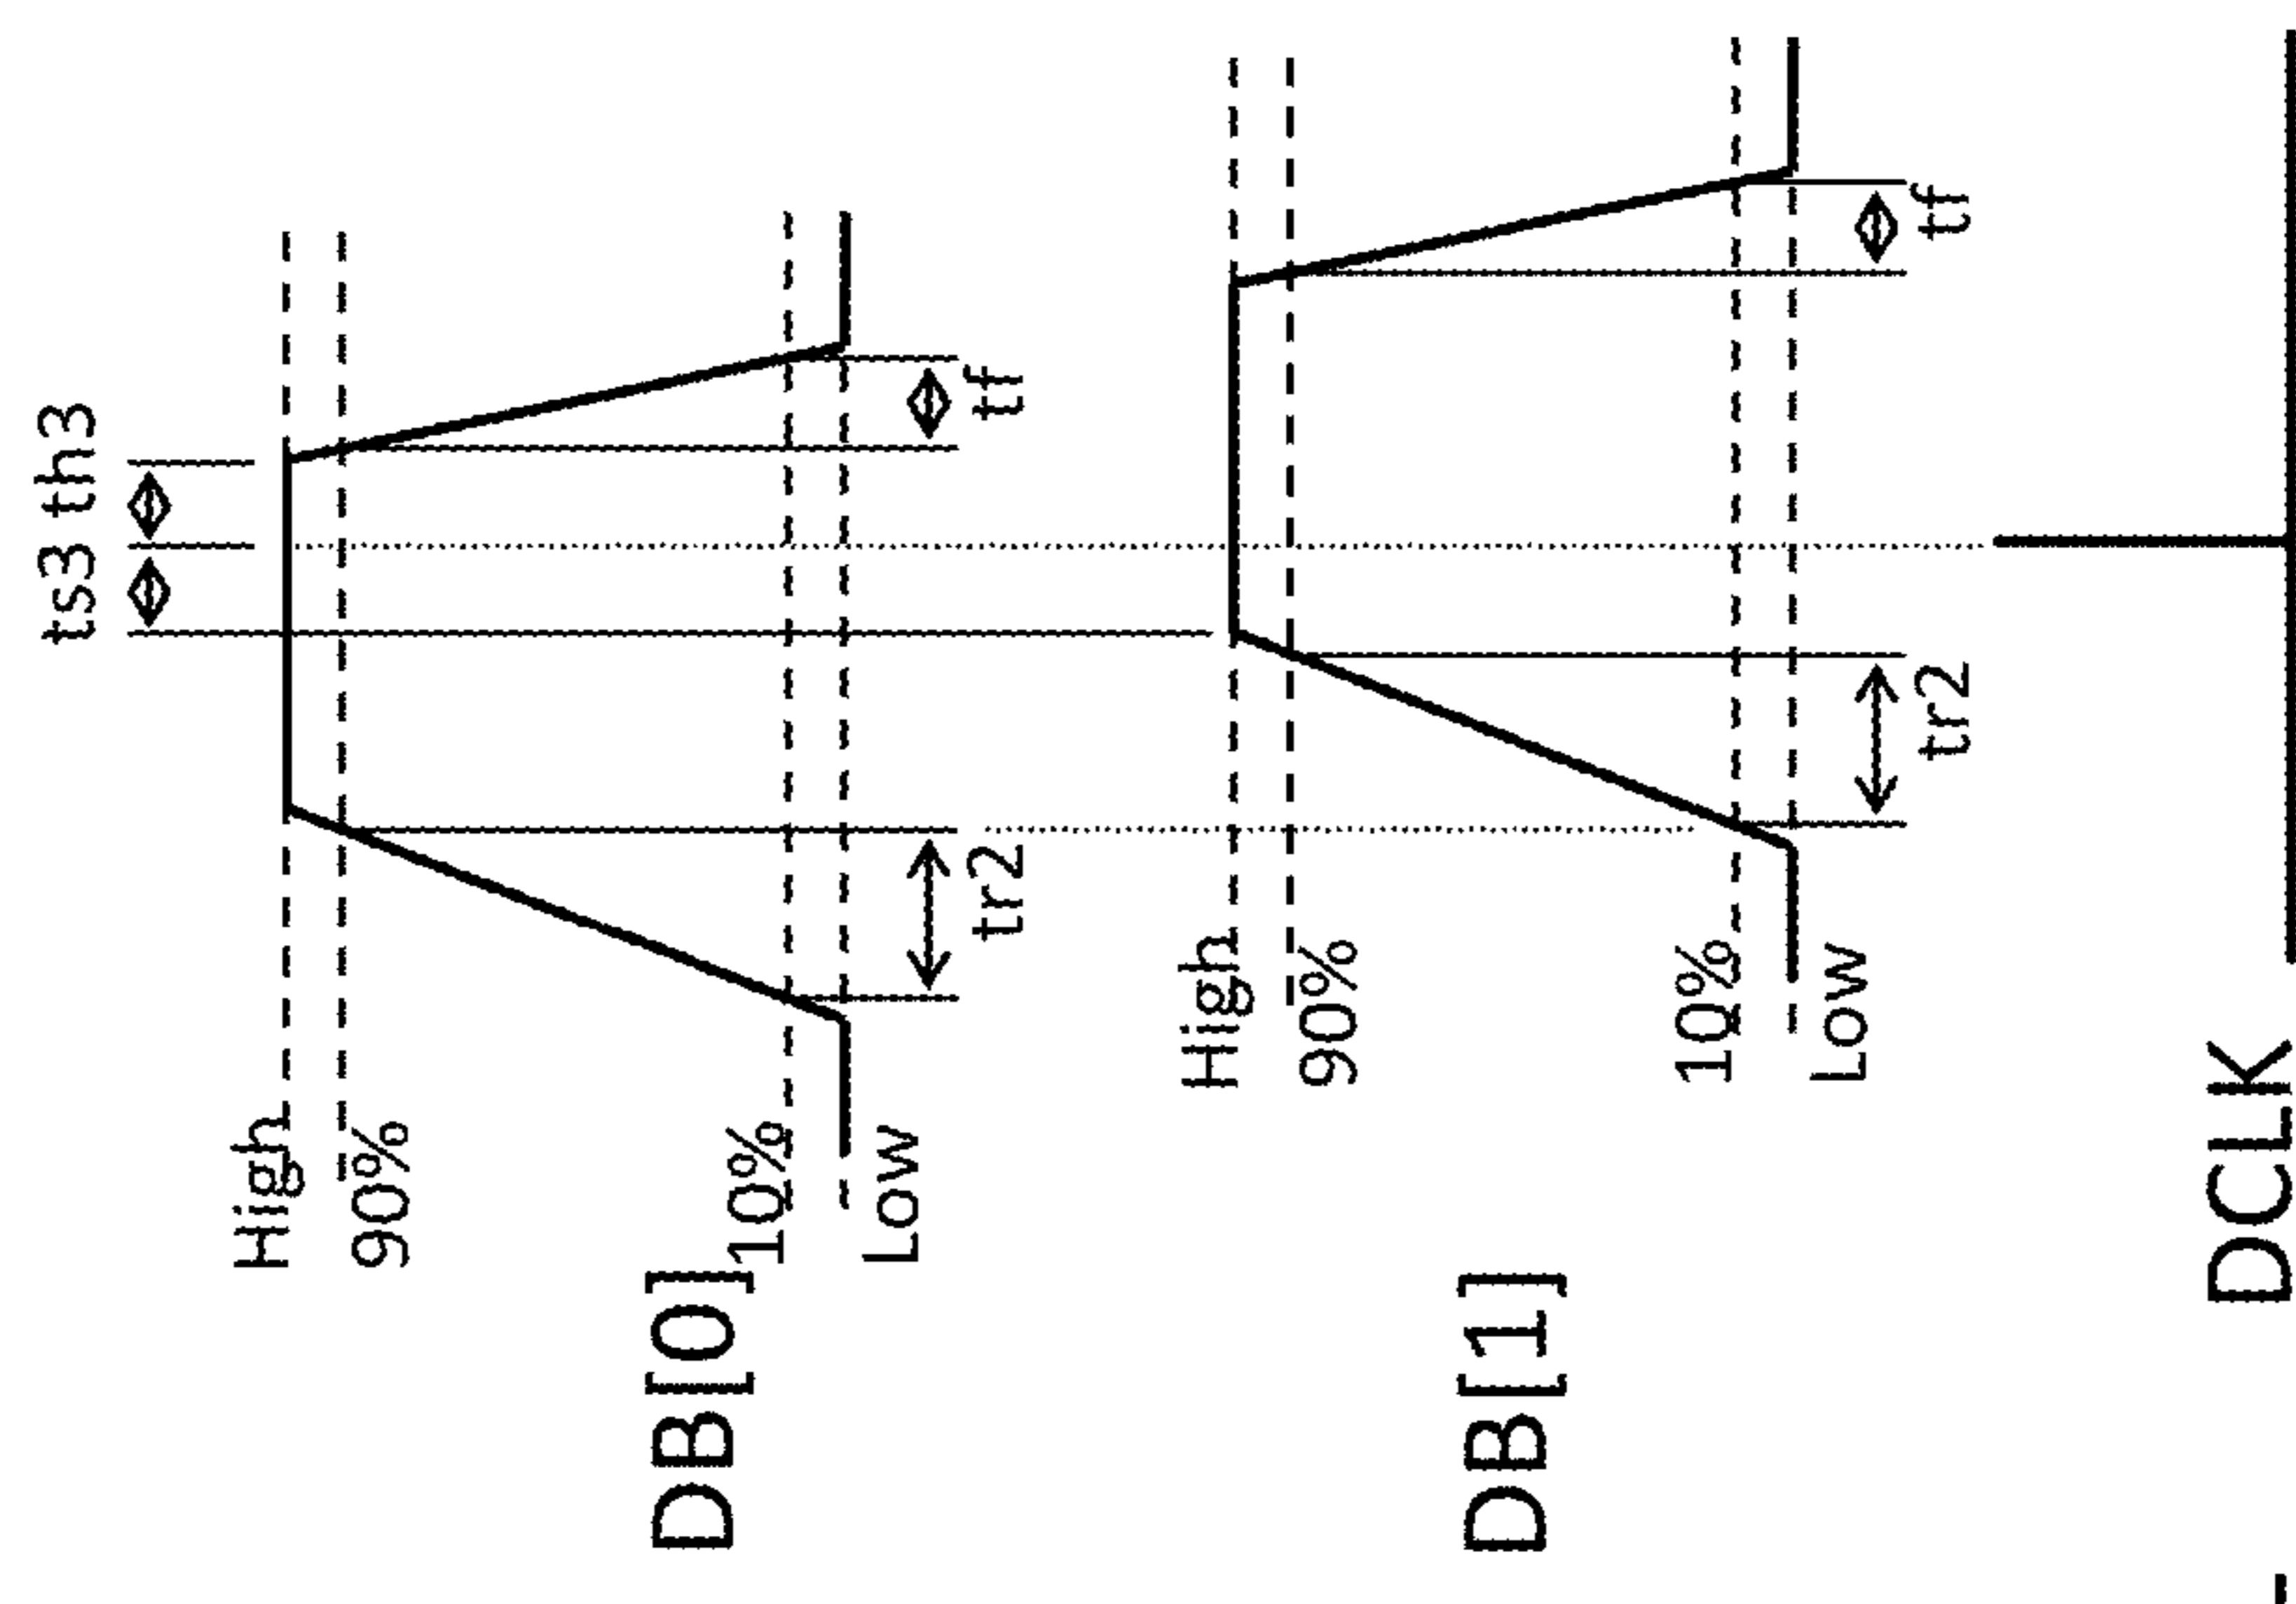 ts3 th3
High
90%
DB[0]
10%
Low
tr2
tf
High
90%
DB[1]
10%
Low
tr2
tf
DCLK